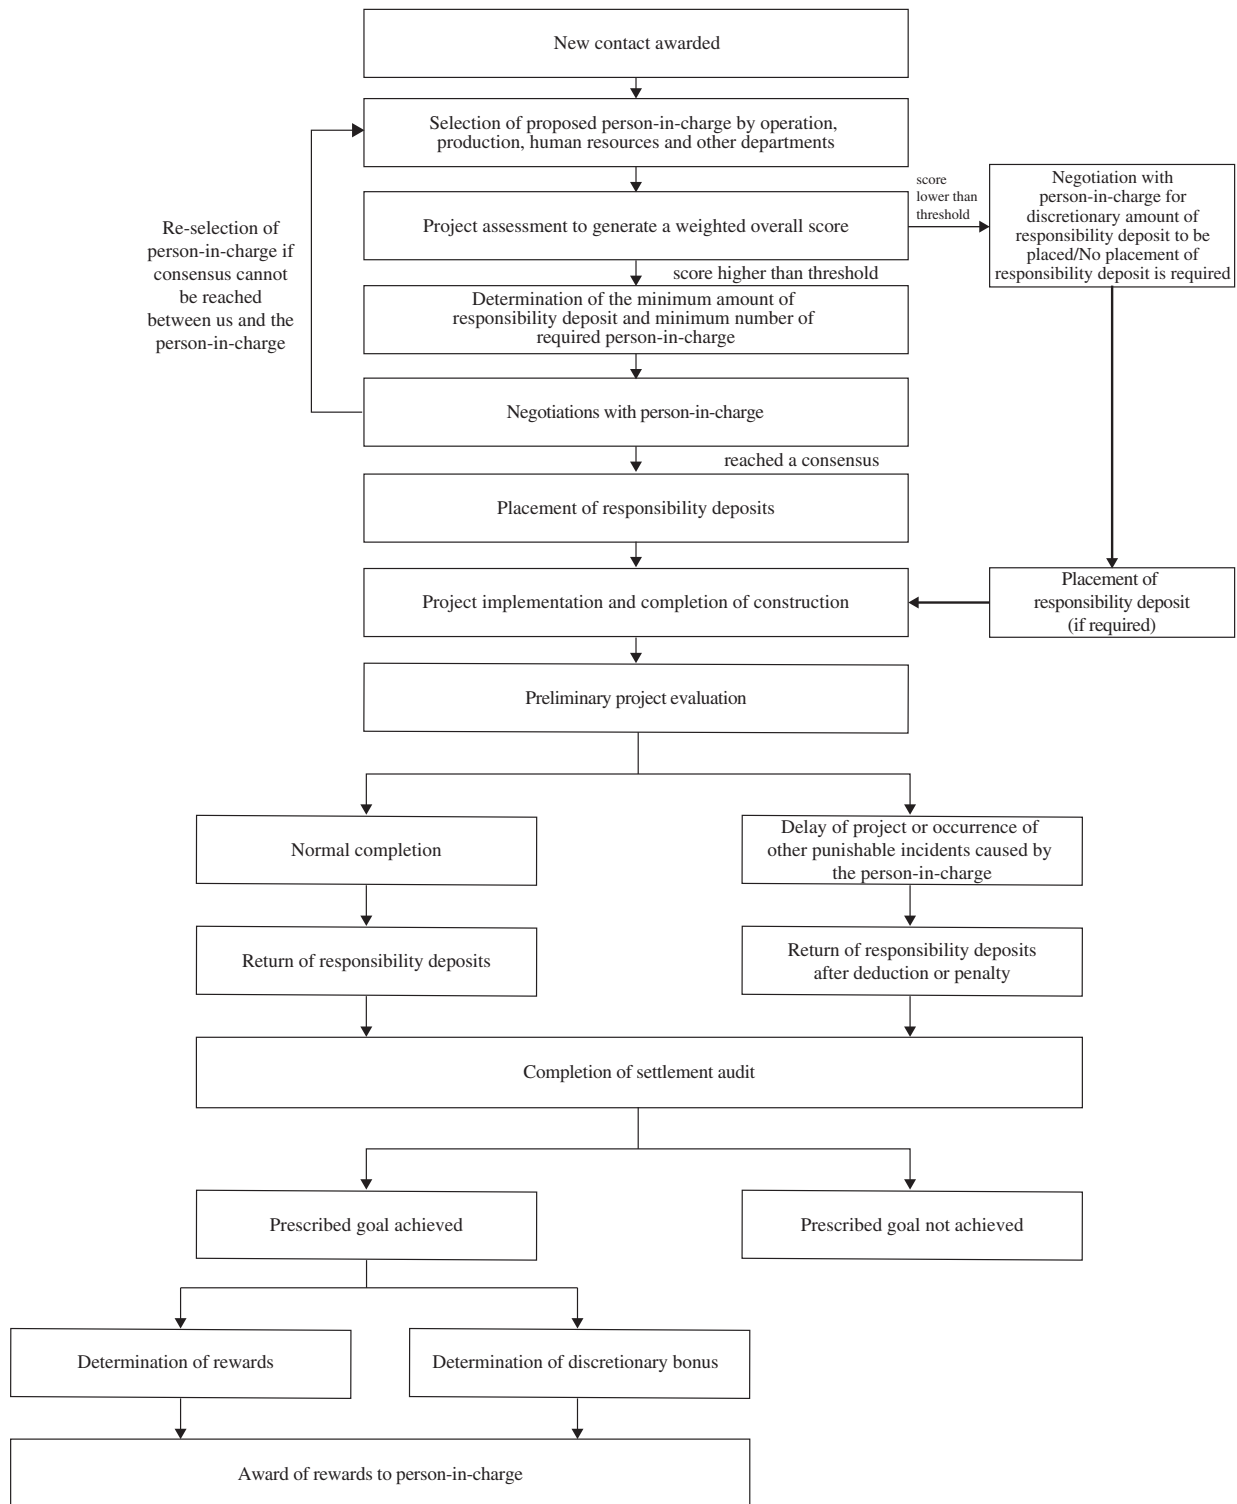 New contact awarded
Selection of proposed person-in-charge by operation,
production, human resources and other departments
score
lower than
threshold
Negotiation with
person-in-charge for
discretionary amount of
responsibility deposit to be
placed/No placement of
responsibility deposit is required
Project assessment to generate a weighted overall score
Re-selection of
person-in-charge if
consensus cannot
be reached
between us and the
person-in-charge
score higher than threshold
Determination of the minimum amount of
responsibility deposit and minimum number of
required person-in-charge
Negotiations with person-in-charge
reached a consensus
Placement of responsibility deposits
Project implementation and completion of construction
Placement of
responsibility deposit
(if required)
Preliminary project evaluation
Normal completion
Delay of project or occurrence of
other punishable incidents caused by
the person-in-charge
Return of responsibility deposits
Return of responsibility deposits
after deduction or penalty
Completion of settlement audit
Prescribed goal achieved
Prescribed goal not achieved
Determination of rewards
Determination of discretionary bonus
Award of rewards to person-in-charge